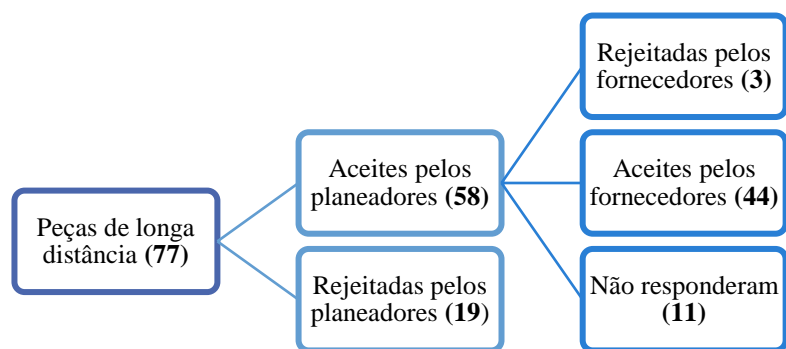 Peças de longa
distância (77)
Aceites pelos
planeadores (58)
Rejeitadas pelos
planeadores (19)
Rejeitadas pelos
fornecedores (3)
Aceites pelos
fornecedores (44)
Não responderam
(11)